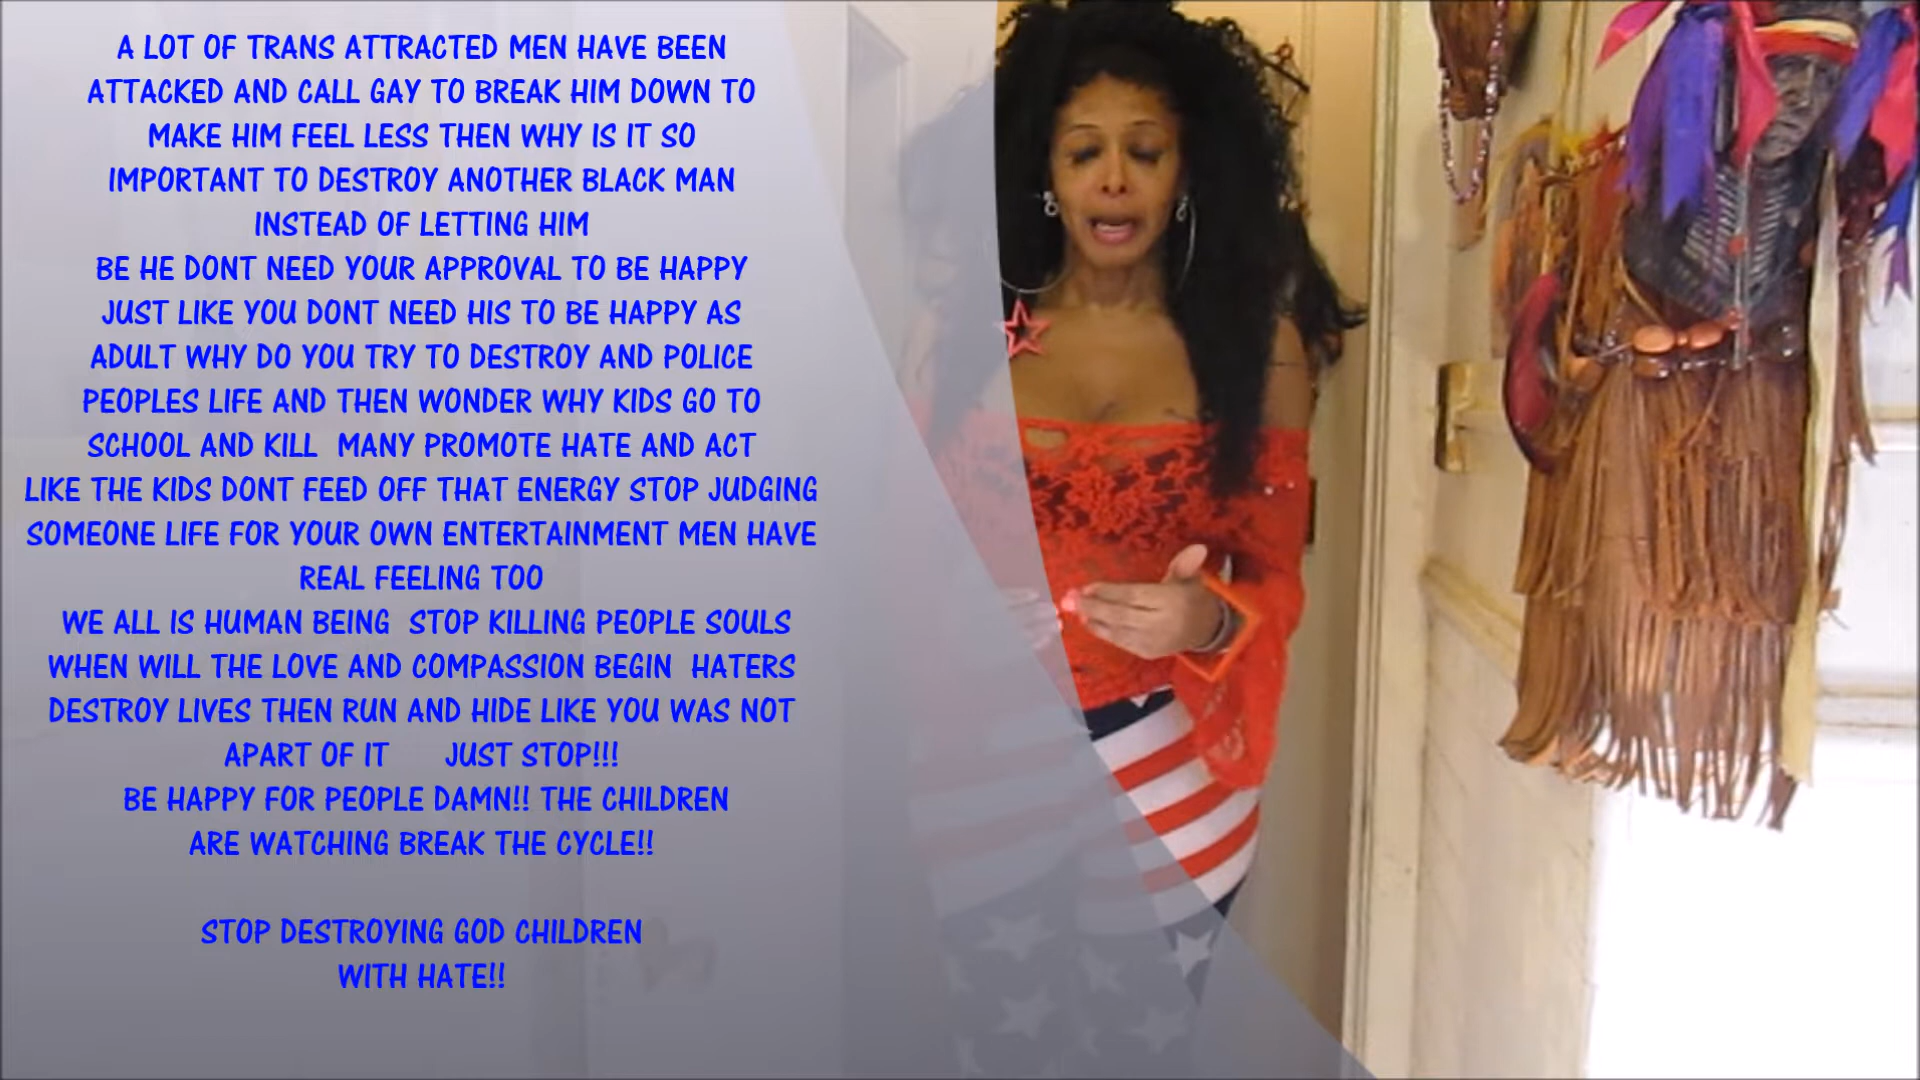 A LOT OF TRANS ATTRACTED MEN HAVE BEEN
ATTACKED AND CALL GAY TO BREAK HIM DOWN TO
MAKE HIM FEEL LESS THEN WHY IS IT SO
IMPORTANT TO DESTROY ANOTHER BLACK MAN
INSTEAD OF LETTING HIM
BE HE DONT NEED YOUR APPROVAL TO BE HAPPY
JUST LIKE YOU DONT NEED HIS TO BE HAPPY AS
ADULT WHY DO YOU TRY TO DESTROY AND POLICE
PEOPLES LIFE AND THEN WONDER WHY KIDS GO TO
SCHOOL AND KILL  MANY PROMOTE HATE AND ACT
LIKE THE KIDS DONT FEED OFF THAT ENERGY STOP JUDGING
SOMEONE LIFE FOR YOUR OWN ENTERTAINMENT MEN HAVE
REAL FEELING TOO
WE ALL IS HUMAN BEING  STOP KILLING PEOPLE SOULS
WHEN WILL THE LOVE AND COMPASSION BEGIN  HATERS
DESTROY LIVES THEN RUN AND HIDE LIKE YOU WAS NOT
APART OF IT      JUST STOP!!!
BE HAPPY FOR PEOPLE DAMN!! THE CHILDREN
ARE WATCHING BREAK THE CYCLE!!
STOP DESTROYING GOD CHILDREN
WITH HATE!!